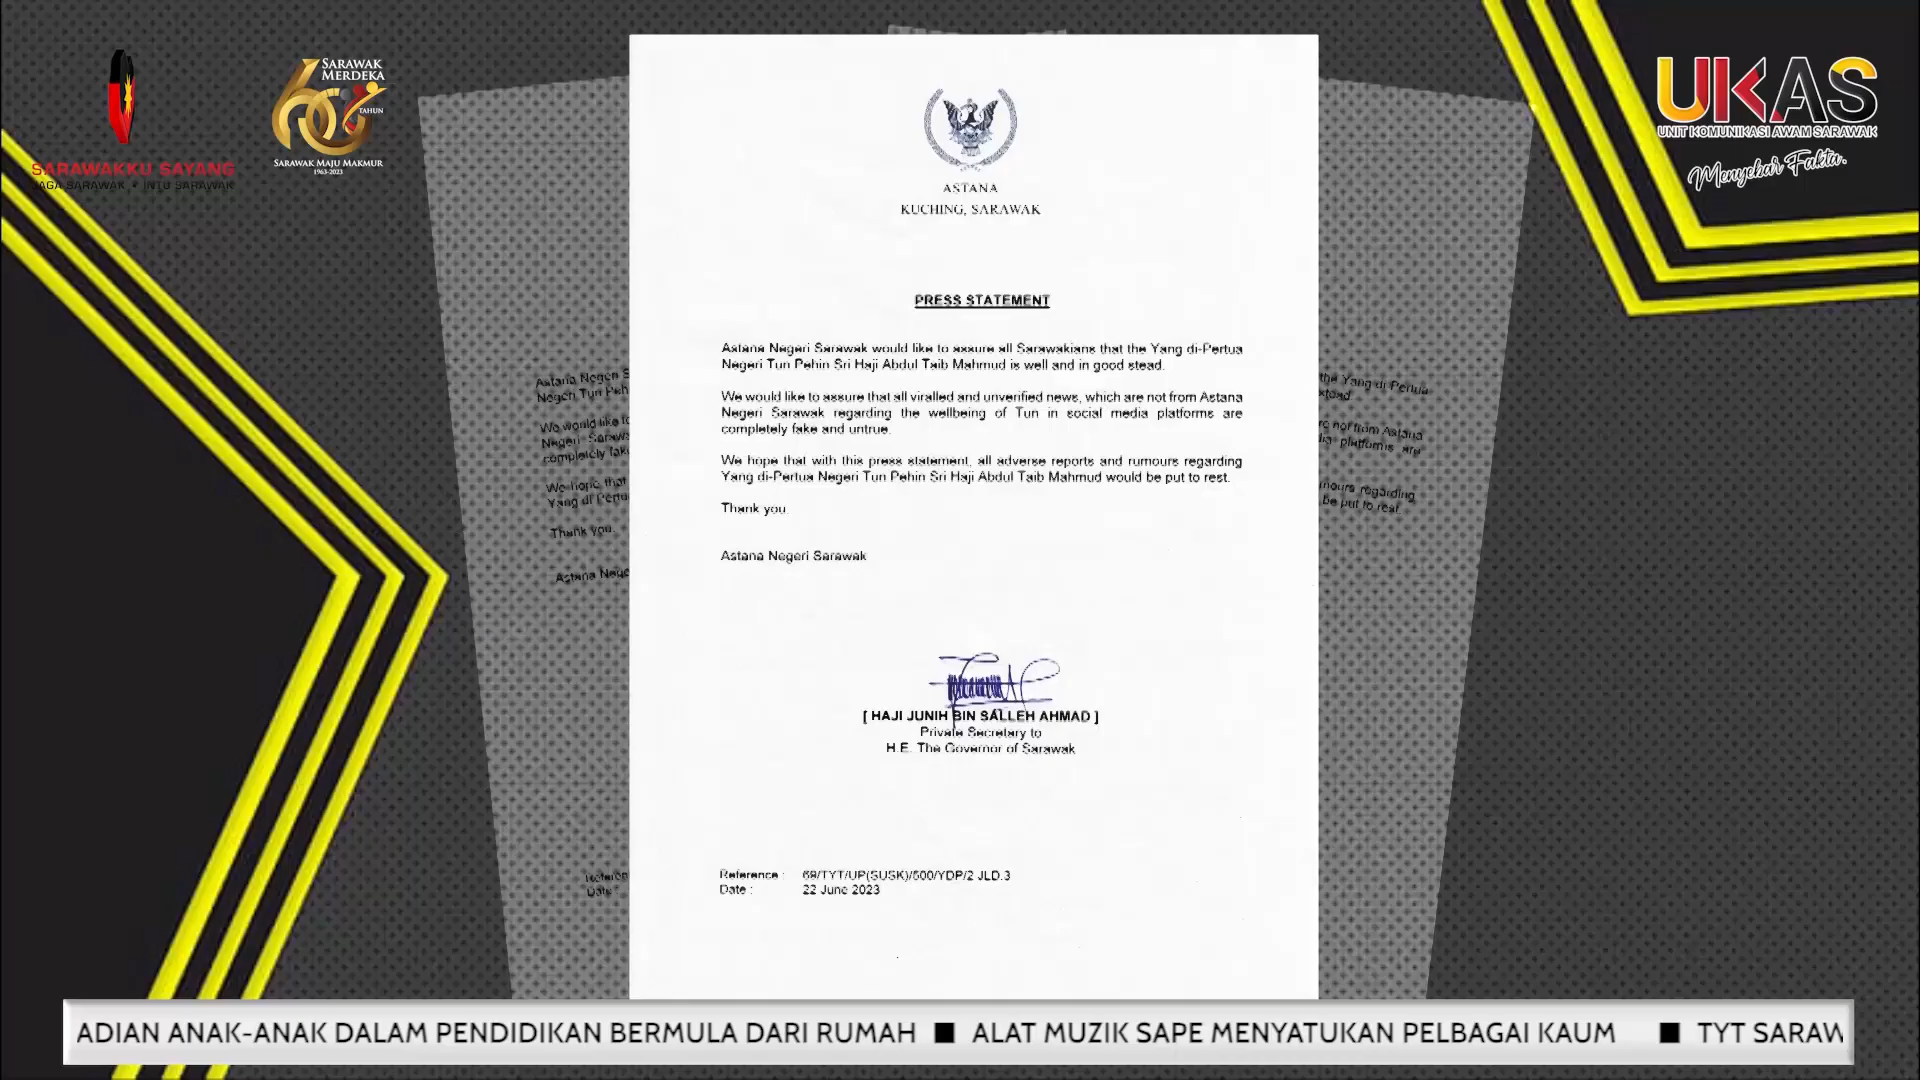 SARAWAKKU SAYANG
JAGA SARAWAK • INTU SARAWAK
SARAWAK
MERDEKA
60
TAHUN
SARAWAK MAJU MAKMUR
1963-2023
UKAS
UNIT KOMUNIKASI AWAM SARAWAK
Menyebar Fakta.
ASTANA
KUCHING, SARAWAK
PRESS STATEMENT
Astana Negeri Sarawak would like to assure all Sarawakians that the Yang di-Pertua
Negeri Tun Pehin Sri Haji Abdul Taib Mahmud is well and in good stead.
We would like to assure that all viralled and unverified news, which are not from Astana
Negeri Sarawak regarding the wellbeing of Tun in social media platforms are
completely fake and untrue.
We hope that with this press statement, all adverse reports and rumours regarding
Yang di-Pertua Negeri Tun Pehin Sri Haji Abdul Taib Mahmud would be put to rest.
Thank you.
Astana Negeri Sarawak
[ HAJI JUNIH BIN SALLEH AHMAD ]
Private Secretary to
H.E. The Governor of Sarawak
Reference : 69/TYT/UP(SUSK)/500/YDP/2 JLD.3
Date : 22 June 2023
ADIAN ANAK-ANAK DALAM PENDIDIKAN BERMULA DARI RUMAH ■ ALAT MUZIK SAPE MENYATUKAN PELBAGAI KAUM ■ TYT SARAW